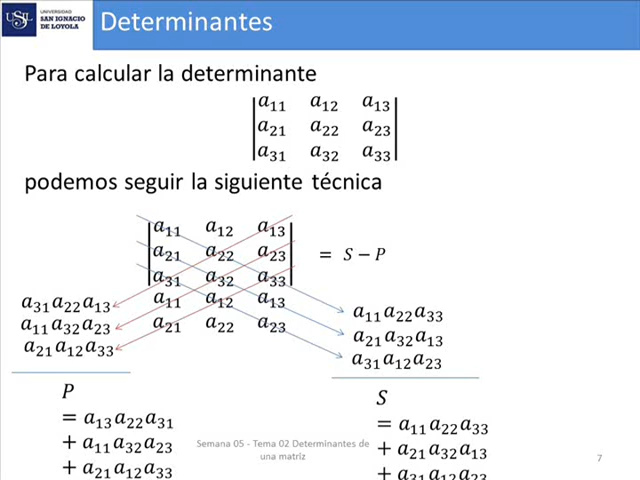 USIL
UNIVERSIDAD
SAN IGNACIO
DE LOYOLA
Determinantes
Para calcular la determinante
a₁₁ a₁₂ a₁₃
a₂₁ a₂₂ a₂₃
a₃₁ a₃₂ a₃₃
podemos seguir la siguiente técnica
a₁₁ a₁₂ a₁₃
a₂₁ a₂₂ a₂₃
a₃₁ a₃₂ a₃₃
a₁₁ a₁₂ a₁₃
a₂₁ a₂₂ a₂₃
= S − P
a₃₁a₂₂a₁₃
a₁₁a₃₂a₂₃
a₂₁a₁₂a₃₃
a₁₁a₂₂a₃₃
a₂₁a₃₂a₁₃
a₃₁a₁₂a₂₃
P
= a₁₃a₂₂a₃₁
+ a₁₁a₃₂a₂₃
+ a₂₁a₁₂a₃₃
S
= a₁₁a₂₂a₃₃
+ a₂₁a₃₂a₁₃
+ a₃₁a₁₂a₂₃
Semana 05 - Tema 02 Determinantes de
una matriz
7